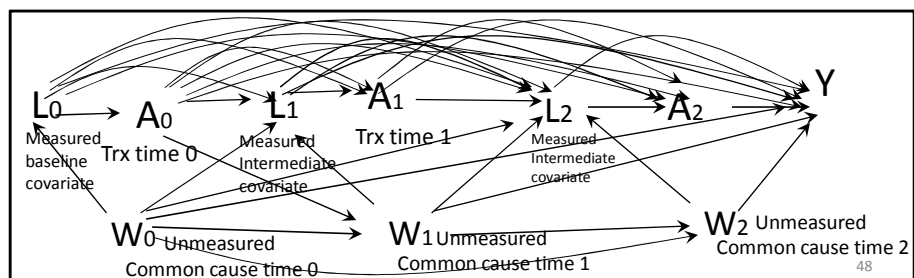 L0
A0
L1
A1
L2
A2
Y
Measured
baseline
covariate
Trx time 0
Measured
Intermediate
covariate
Trx time 1
Measured
Intermediate
covariate
W0 Unmeasured
Common cause time 0
W1 Unmeasured
Common cause time 1
W2 Unmeasured
Common cause time 2
48